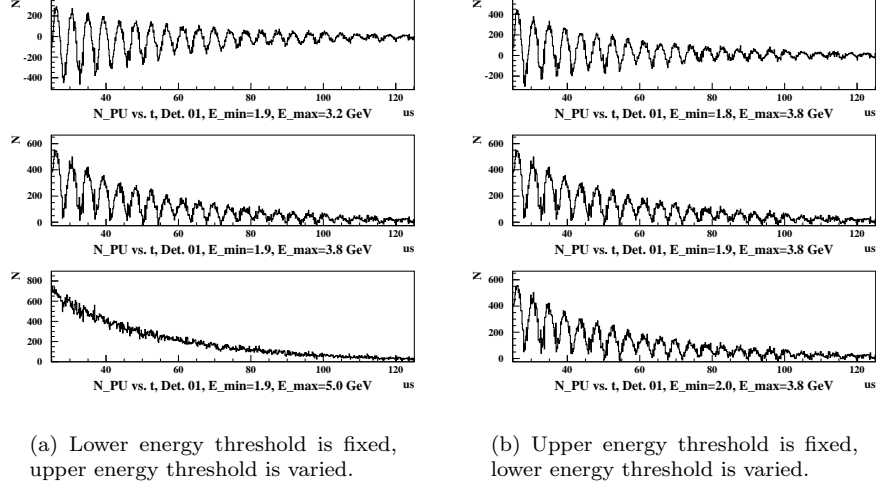 N
200
0
-200
-400
40
60
80
100
120
N_PU vs. t, Det. 01, E_min=1.9, E_max=3.2 GeV
us
N
600
400
200
0
40
60
80
100
120
N_PU vs. t, Det. 01, E_min=1.9, E_max=3.8 GeV
us
N
800
600
400
200
0
40
60
80
100
120
N_PU vs. t, Det. 01, E_min=1.9, E_max=5.0 GeV
us
(a) Lower energy threshold is fixed,
upper energy threshold is varied.
N
400
200
0
-200
40
60
80
100
120
N_PU vs. t, Det. 01, E_min=1.8, E_max=3.8 GeV
us
N
600
400
200
0
40
60
80
100
120
N_PU vs. t, Det. 01, E_min=1.9, E_max=3.8 GeV
us
N
600
400
200
0
40
60
80
100
120
N_PU vs. t, Det. 01, E_min=2.0, E_max=3.8 GeV
us
(b) Upper energy threshold is fixed,
lower energy threshold is varied.